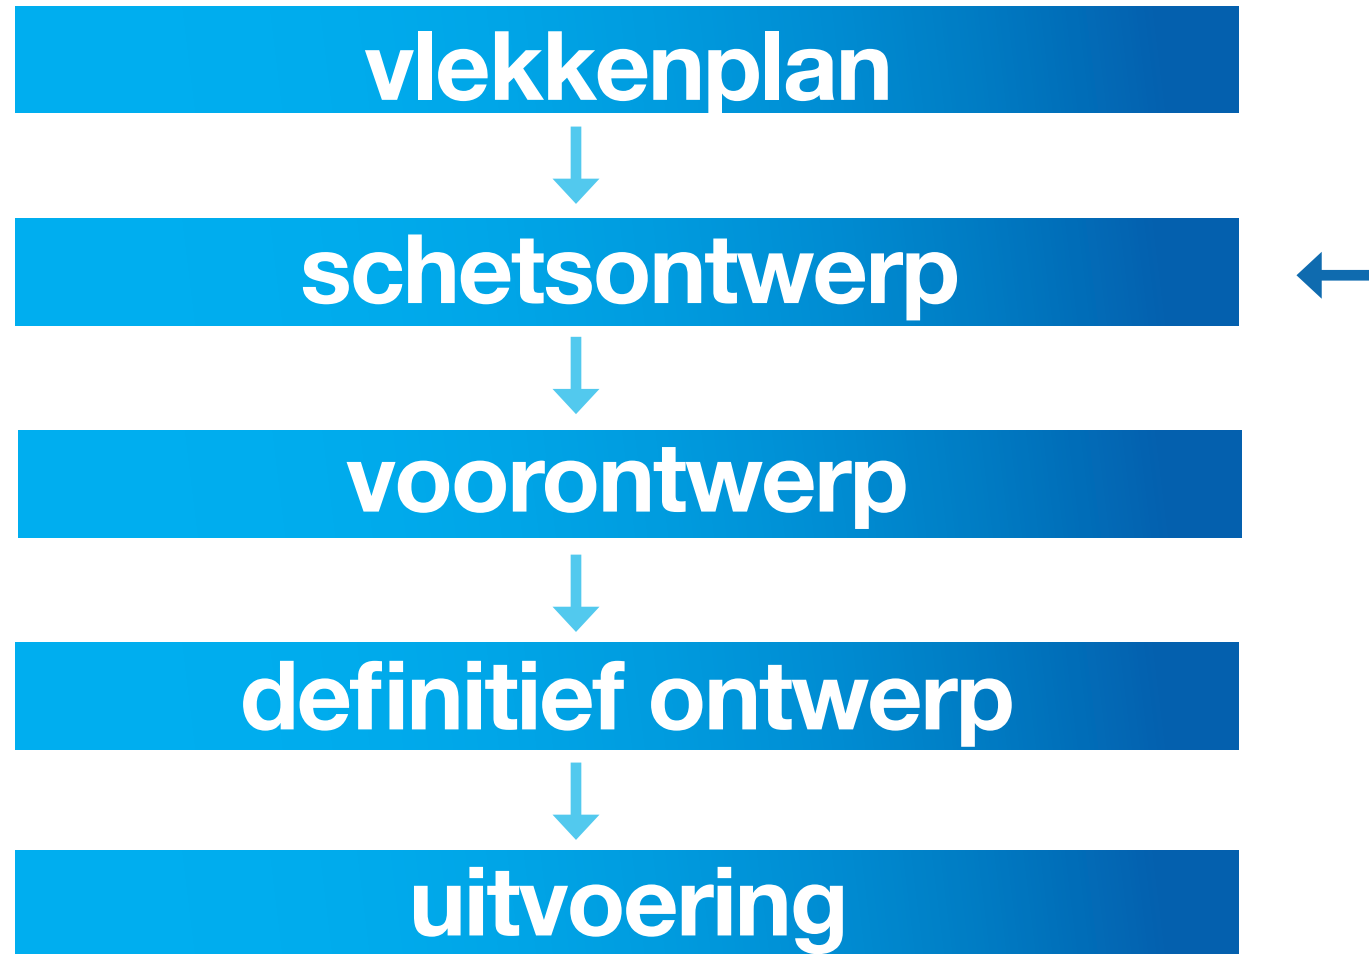 vlekkenplan
schetsontwerp
voorontwerp
definitief ontwerp
uitvoering